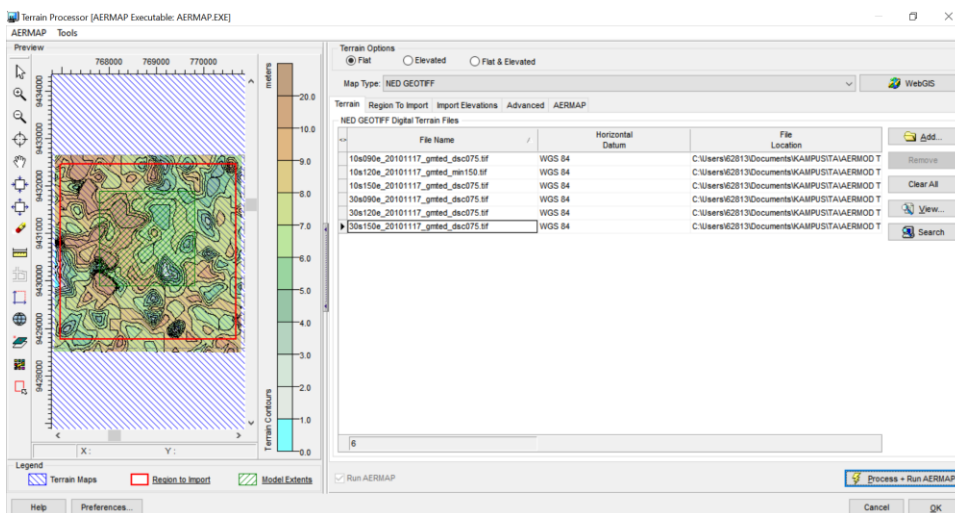 Terrain Processor [AERMAP Executable: AERMAP.EXE]
AERMAP Tools
Preview
768000 769000 770000
9434000
9433000
9432000
9431000
9430000
9429000
9428000
X : Y :
meters
20.0
10.0
9.0
8.0
7.0
6.0
5.0
4.0
3.0
2.0
1.0
0.0
Terrain Contours
Legend
Terrain Maps Region to Import Model Extents
Terrain Options
Flat Elevated Flat & Elevated
Map Type: NED GEOTIFF WebGIS
Terrain Region To Import Import Elevations Advanced AERMAP
NED GEOTIFF Digital Terrain Files
<> File Name / Horizontal Datum File Location
10s090e_20101117_gmted_dsc075.tif WGS 84 C:\Users\62813\Documents\KAMPUS\TA\AERMOD T
10s120e_20101117_gmted_min150.tif WGS 84 C:\Users\62813\Documents\KAMPUS\TA\AERMOD T
10s150e_20101117_gmted_dsc075.tif WGS 84 C:\Users\62813\Documents\KAMPUS\TA\AERMOD T
30s090e_20101117_gmted_dsc075.tif WGS 84 C:\Users\62813\Documents\KAMPUS\TA\AERMOD T
30s120e_20101117_gmted_dsc075.tif WGS 84 C:\Users\62813\Documents\KAMPUS\TA\AERMOD T
30s150e_20101117_gmted_dsc075.tif WGS 84 C:\Users\62813\Documents\KAMPUS\TA\AERMOD T
6
Add...
Remove
Clear All
View...
Search
Run AERMAP Process + Run AERMAP
Help Preferences... Cancel OK